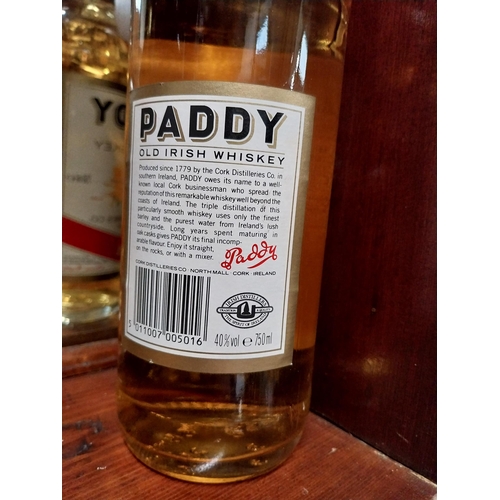 PADDY
OLD IRISH WHISKEY
Produced since 1779 by the Cork Distilleries Co. in
southern Ireland, PADDY owes its name to a well-
known local Cork businessman who spread the
reputation of this remarkable whiskey well beyond the
coasts of Ireland. The triple distillation of this
particularly smooth whiskey uses only the finest
barley and the purest water from Ireland's lush
countryside. Long years spent maturing in
oak casks gives PADDY its final incomp-
arable flavour. Enjoy it straight,
on the rocks, or with a mixer.
Paddy
CORK DISTILLERIES CO NORTH MALL CORK IRELAND
5 011007 005016
IRISH DISTILLERS
40% vol e 750 ml
YO